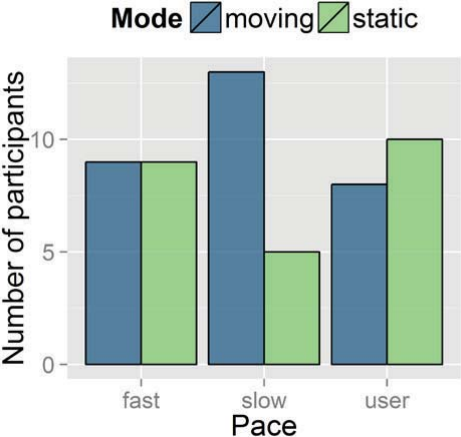 Mode moving static
Number of participants
10
5
0
fast slow user
Pace